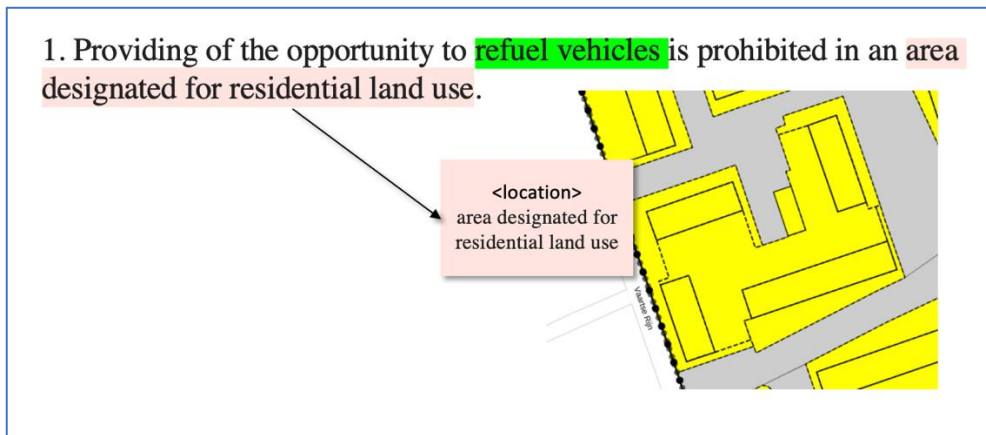 1. Providing of the opportunity to refuel vehicles is prohibited in an area
designated for residential land use.
<location>
area designated for
residential land use
Vaartse Rijn